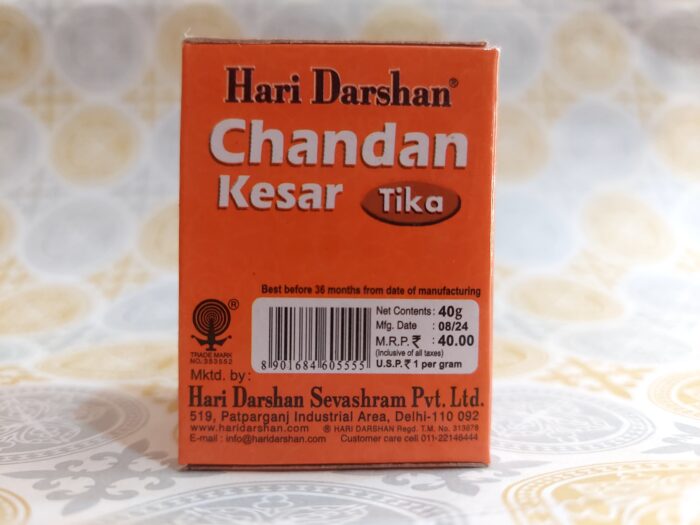 Hari Darshan®
Chandan
Kesar Tika
Best before 36 months from date of manufacturing
®
TRADE MARK
NO. 353552
8 901684 605555
Net Contents : 40g
Mfg. Date : 08/24
M.R.P. ₹ : 40.00
(Inclusive of all taxes)
U.S.P. ₹ 1 per gram
Mktd. by :
Hari Darshan Sevashram Pvt. Ltd.
519, Patparganj Industrial Area, Delhi-110 092
www.haridarshan.com ® HARI DARSHAN Regd. T.M. No. 313878
E-mail : info@haridarshan.com Customer care cell 011-22148444